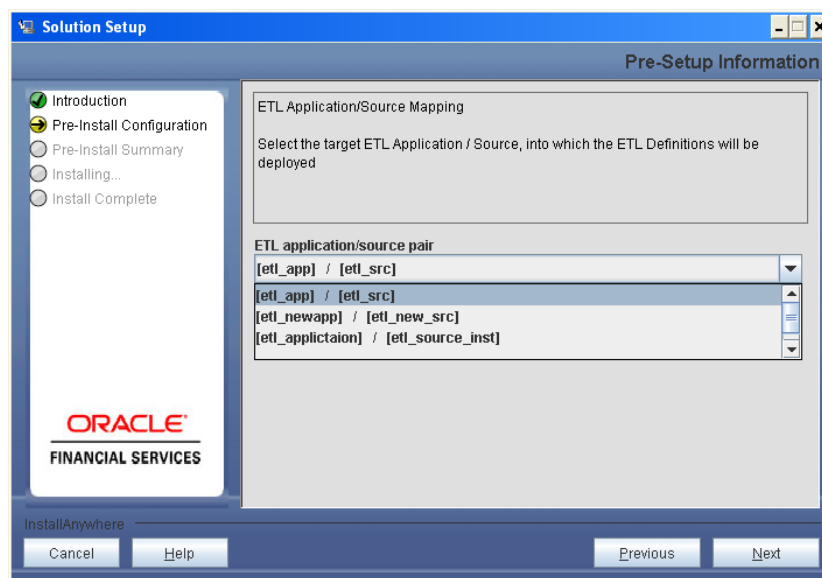 Solution Setup
Pre-Setup Information
Introduction
Pre-Install Configuration
Pre-Install Summary
Installing...
Install Complete
ETL Application/Source Mapping
Select the target ETL Application / Source, into which the ETL Definitions will be
deployed
ETL application/source pair
[etl_app] / [etl_src]
[etl_app] / [etl_src]
[etl_newapp] / [etl_new_src]
[etl_applictaion] / [etl_source_inst]
ORACLE®
FINANCIAL SERVICES
InstallAnywhere
Cancel Help Previous Next